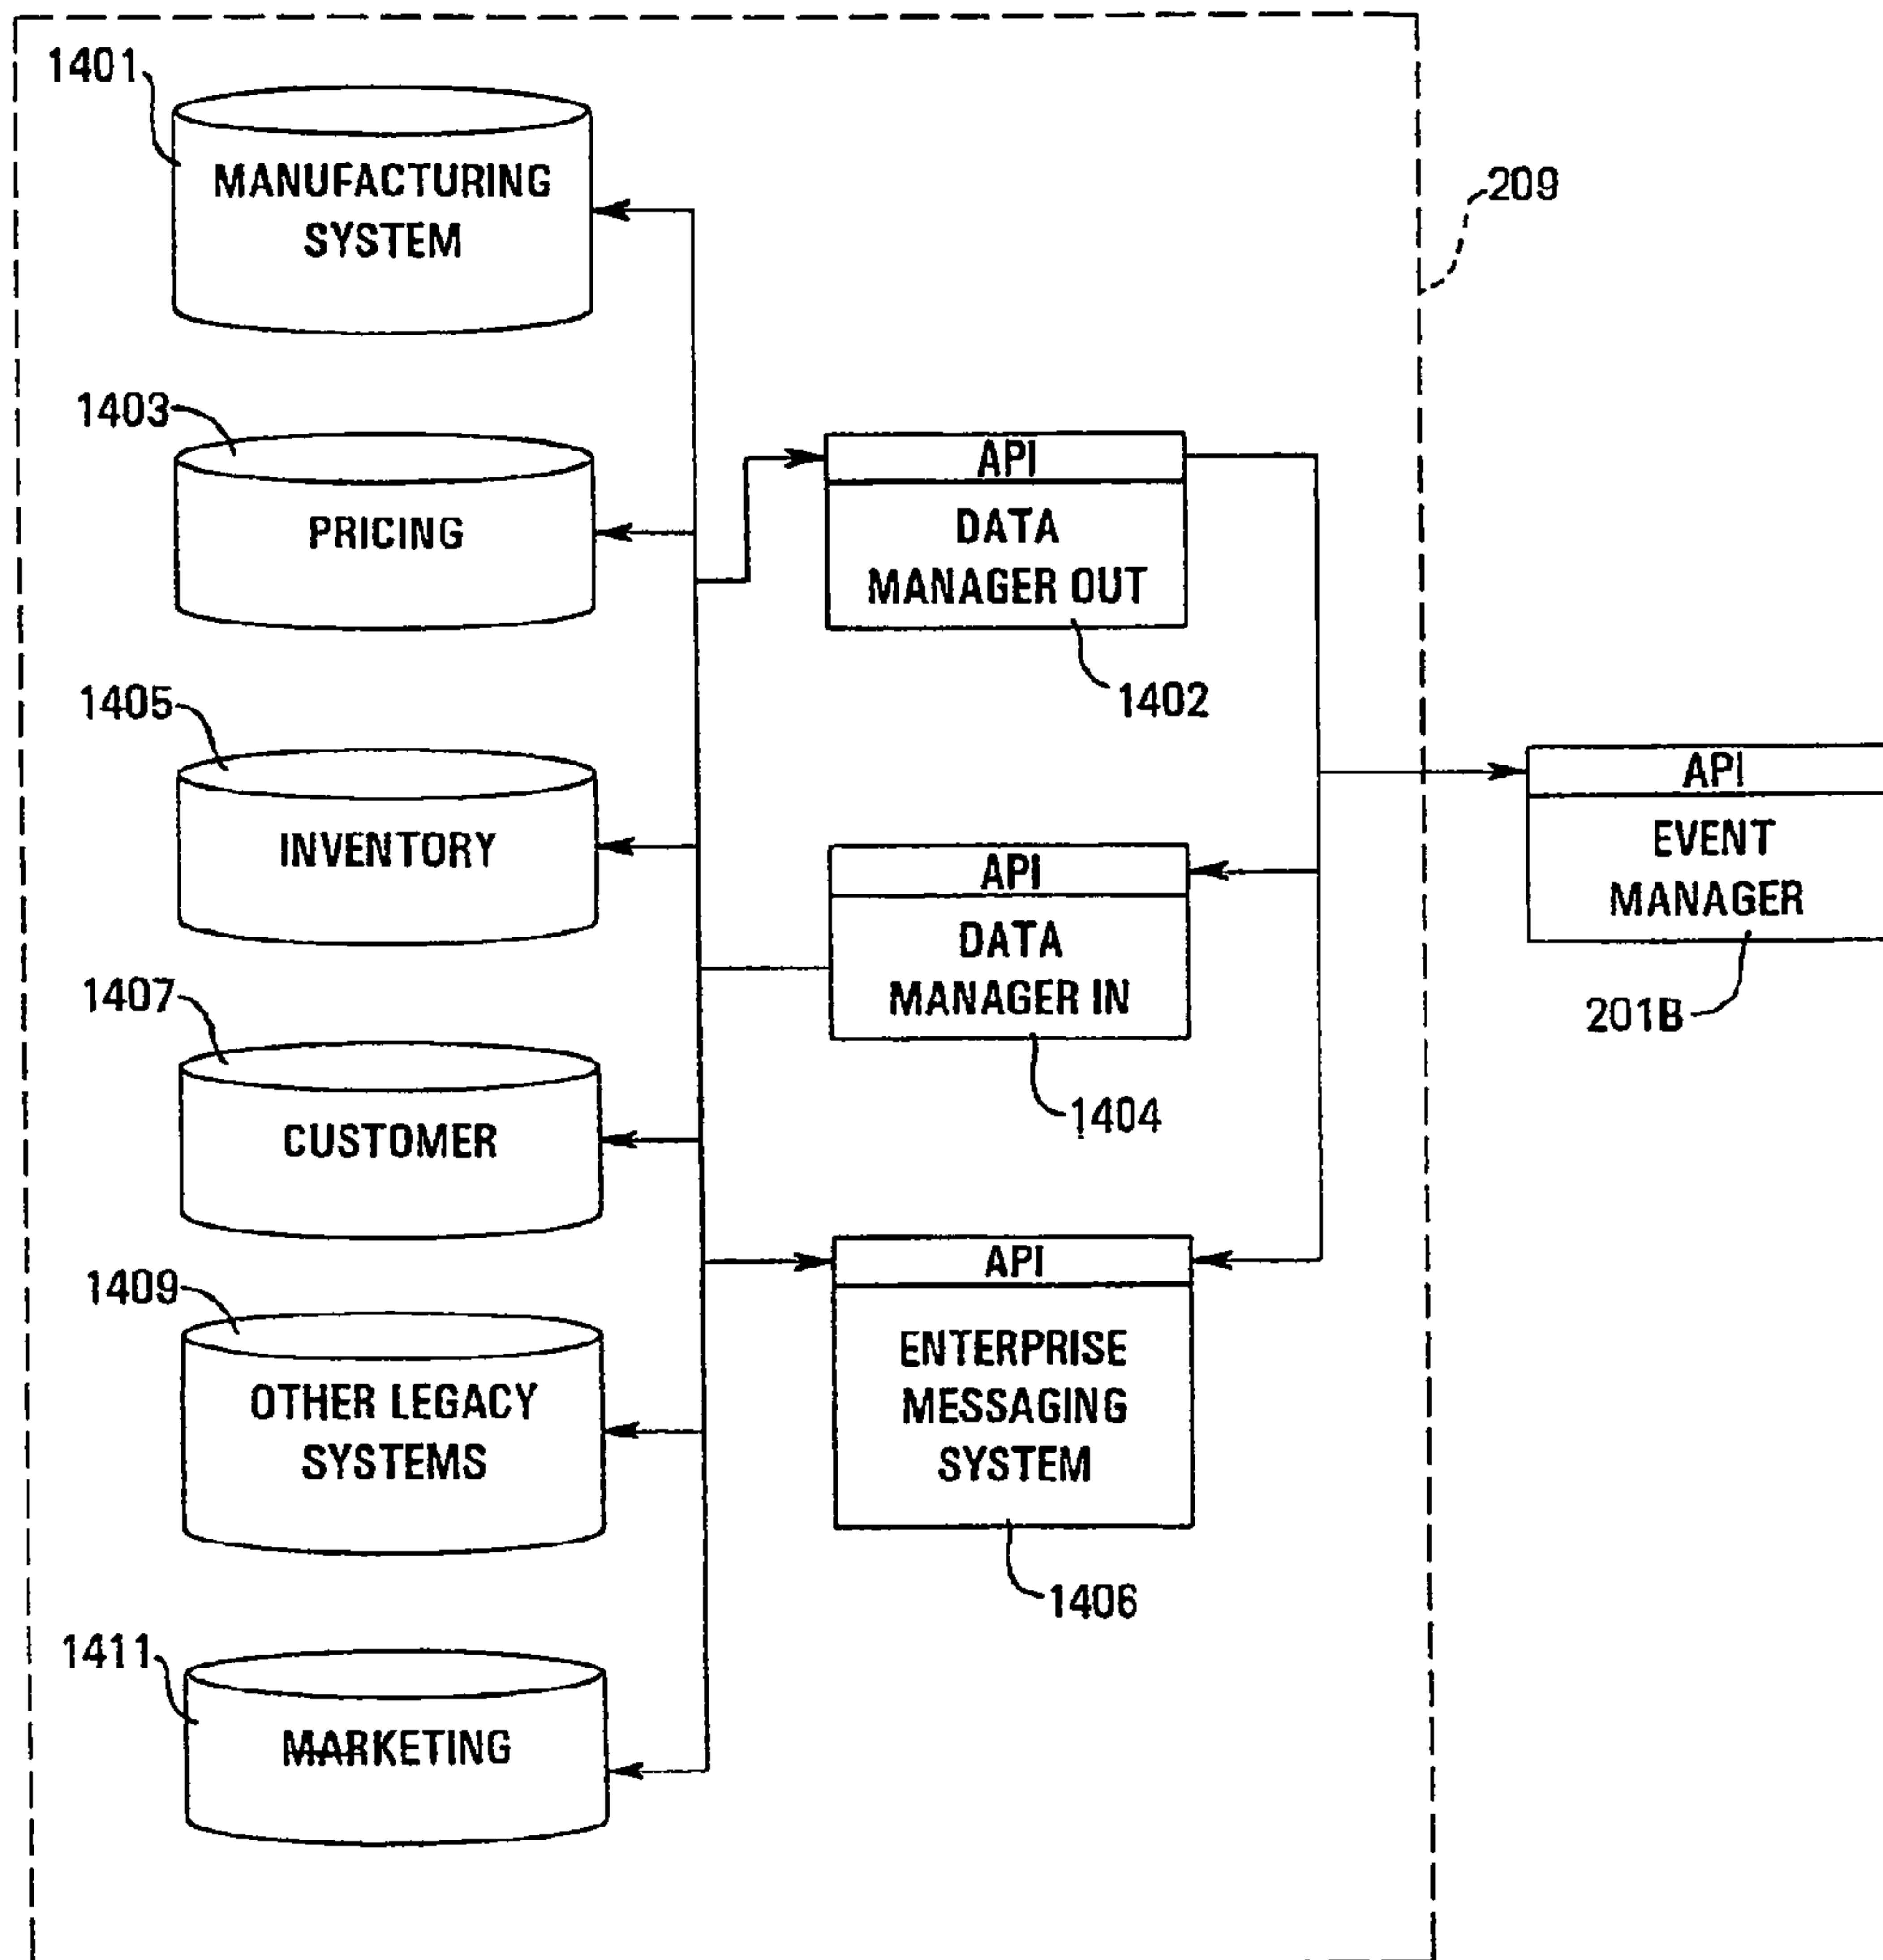 1401
MANUFACTURING
SYSTEM
209
1403
PRICING
API
DATA
MANAGER OUT
1402
1405
INVENTORY
API
EVENT
MANAGER
201B
API
DATA
MANAGER IN
1404
1407
CUSTOMER
1409
OTHER LEGACY
SYSTEMS
API
ENTERPRISE
MESSAGING
SYSTEM
1406
1411
MARKETING